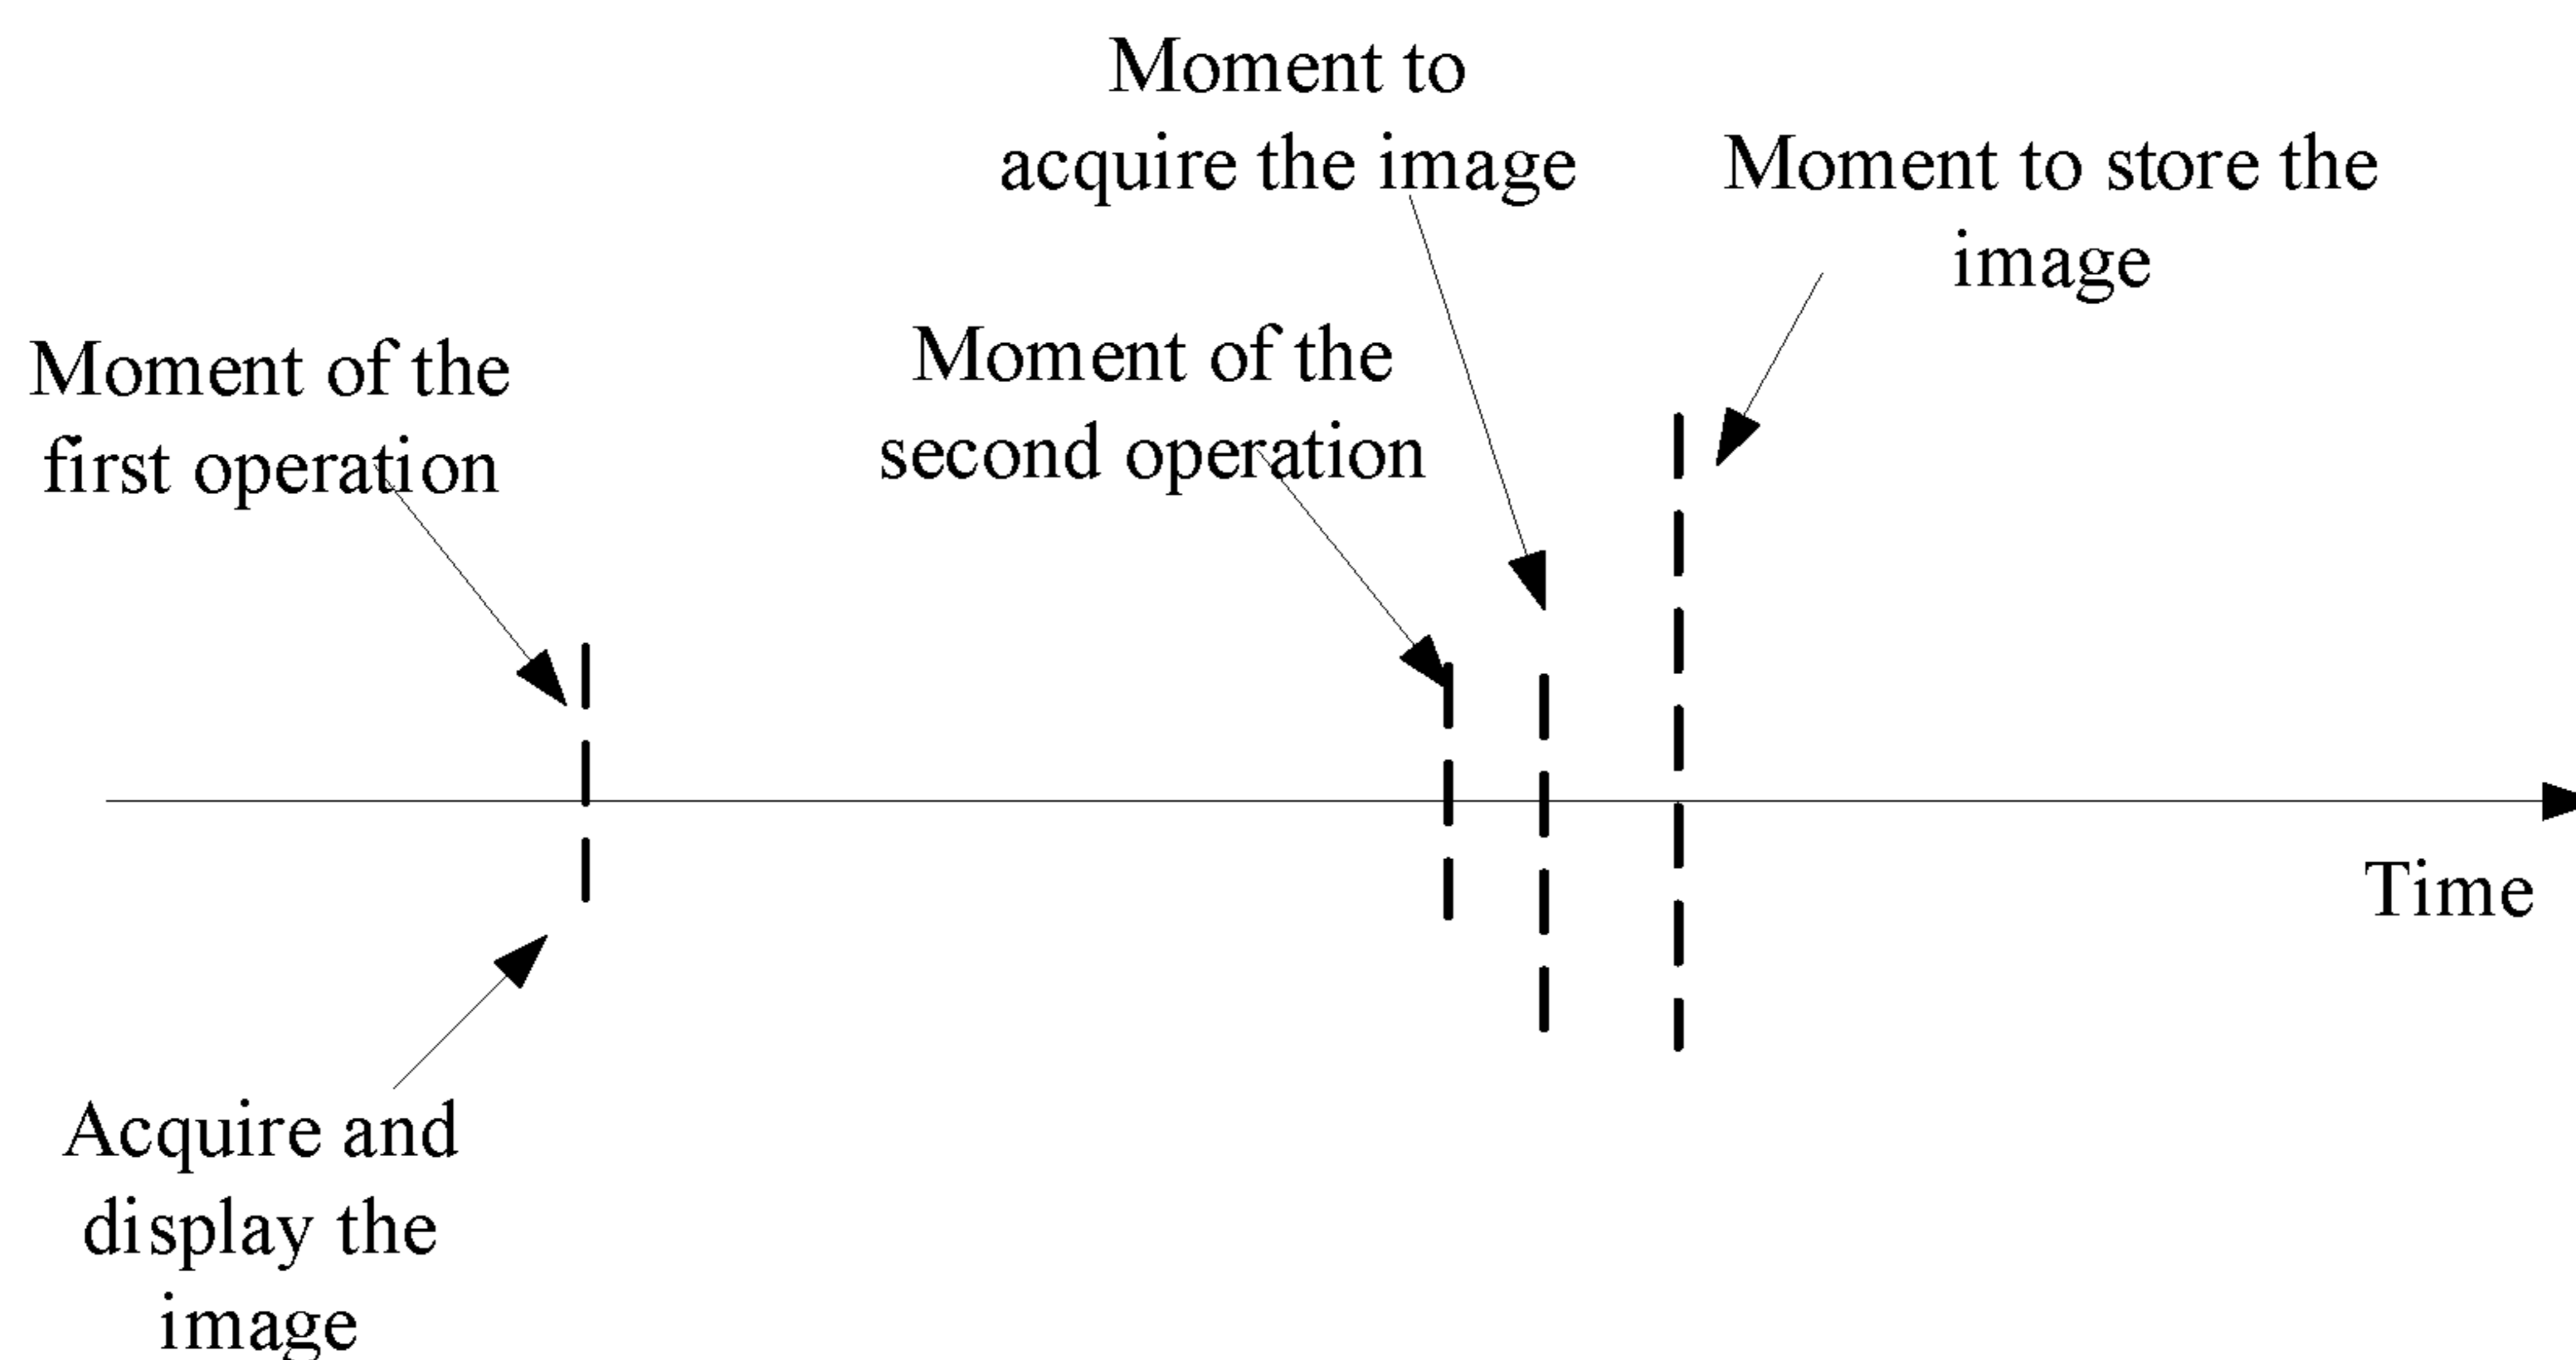 Moment to
acquire the image
Moment to store the
image
Moment of the
first operation
Moment of the
second operation
Time
Acquire and
display the
image